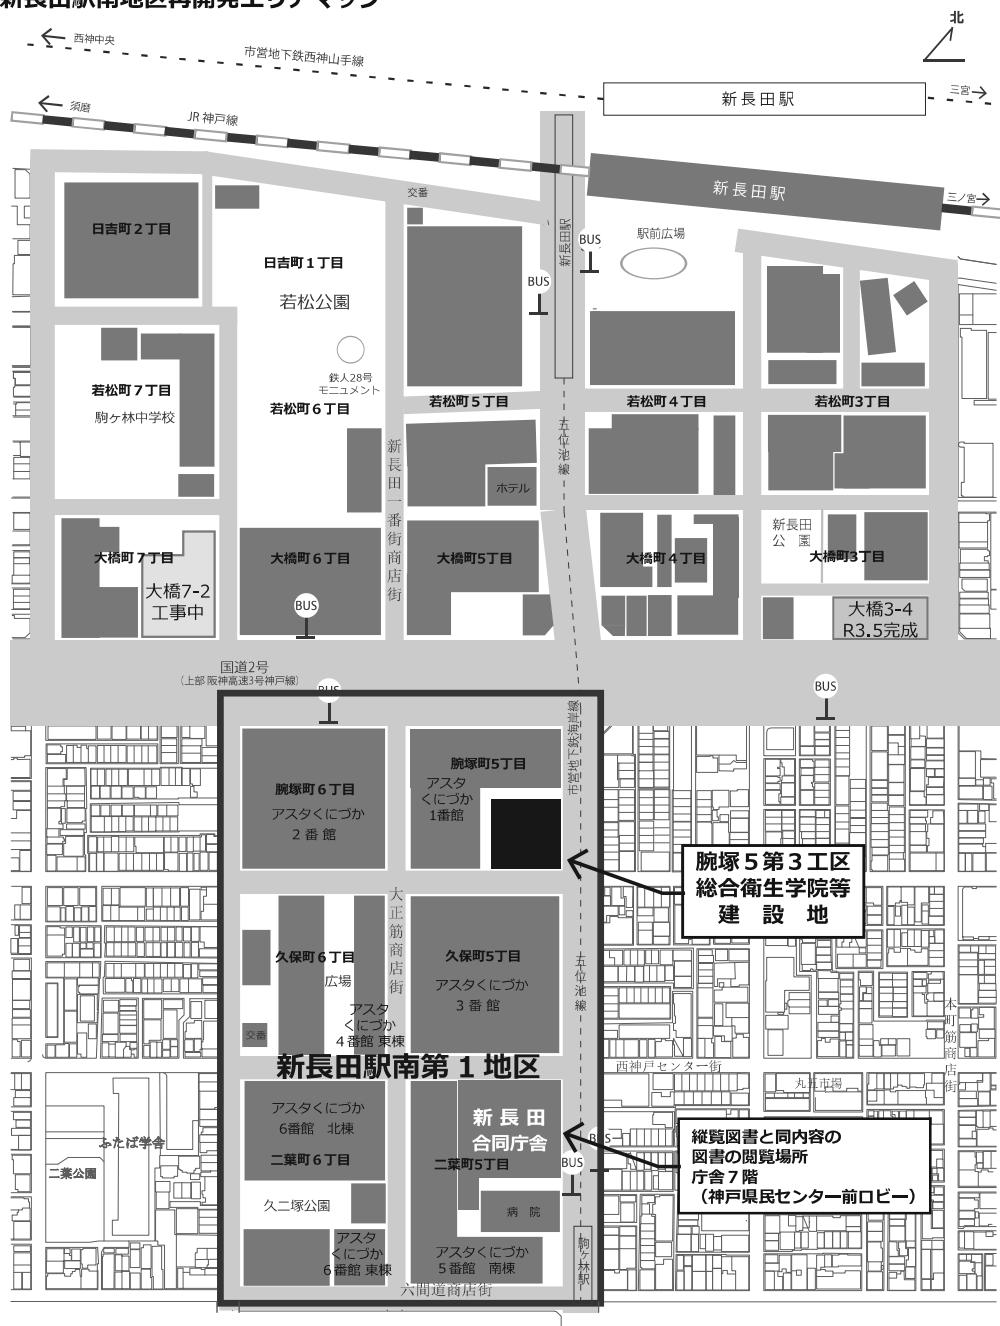 新長田駅南地区再開発エリアマップ
北
西神中央
市営地下鉄西神山手線
三宮
新長田駅
須磨
JR神戸線
新長田駅
三ノ宮
交番
日吉町2丁目
新長田駅
駅前広場
BUS
日吉町1丁目
BUS
若松公園
鉄人28号
モニュメント
若松町7丁目
駒ヶ林中学校
若松町6丁目
若松町5丁目
若松町4丁目
若松町3丁目
五位池線
新長田一番街商店街
ホテル
新長田
公園
大橋町7丁目
大橋町6丁目
大橋町5丁目
大橋町4丁目
大橋町3丁目
大橋7-2
工事中
BUS
大橋3-4
R3.5完成
国道2号
(上部 阪神高速3号神戸線)
BUS
BUS
市営地下鉄海岸線
腕塚町6丁目
アスタくにづか
2番館
腕塚町5丁目
アスタ
くにづか
1番館
腕塚5第3工区
総合衛生学院等
建設地
大正筋商店街
久保町6丁目
広場
久保町5丁目
アスタくにづか
3番館
五位池線
アスタ
くにづか
4番館 東棟
交番
本町筋商店街
新長田駅南第1地区
西神戸センター街
丸五市場
アスタくにづか
6番館 北棟
二葉町6丁目
新長田
合同庁舎
二葉町5丁目
BUS
BUS
縦覧図書と同内容の
図書の閲覧場所
庁舎7階
(神戸県民センター前ロビー)
ふたば学舎
二葉公園
久二塚公園
病院
アスタ
くにづか
6番館 東棟
アスタくにづか
5番館 南棟
駒ヶ林駅
六間道商店街